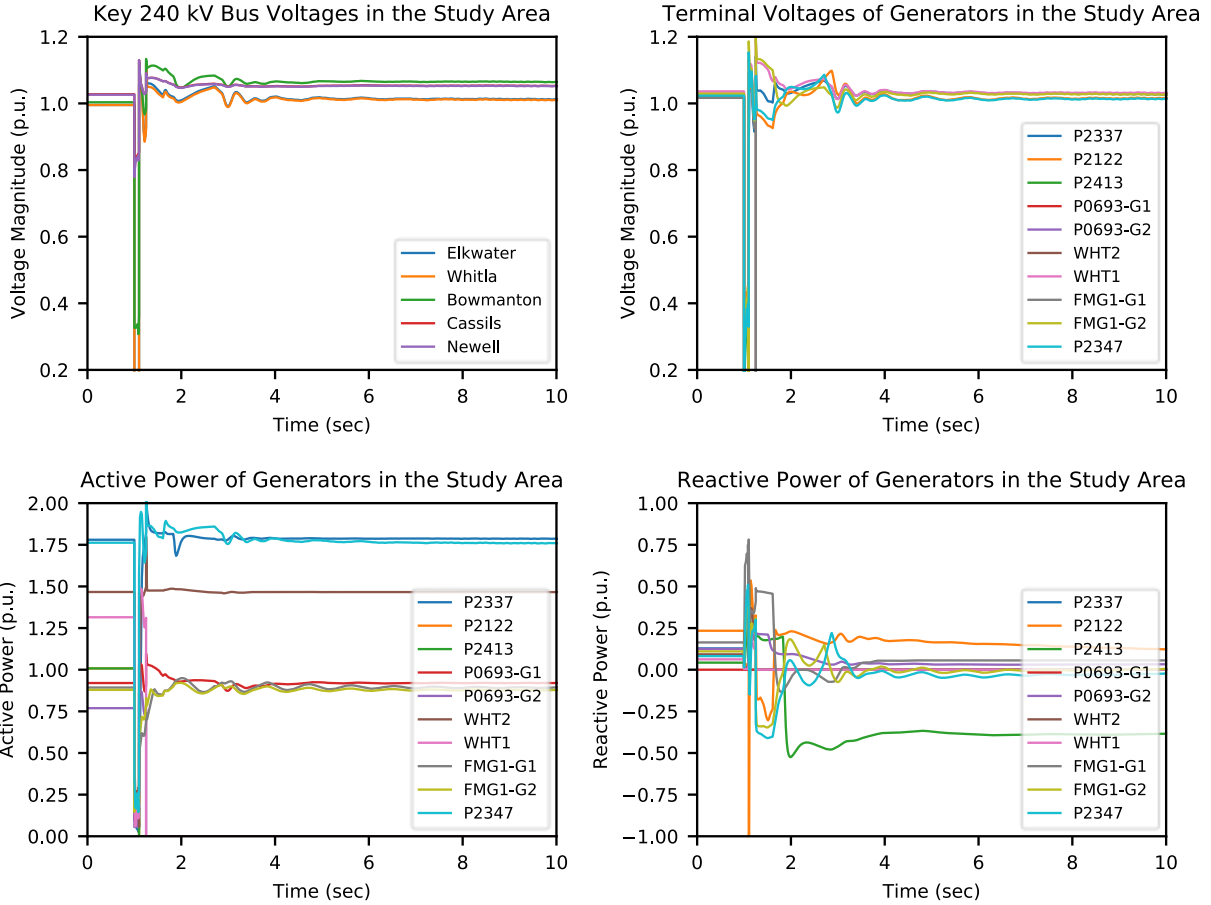 Key 240 kV Bus Voltages in the Study Area
1.2
1.0
0.8
0.6
0.4
0.2
Voltage Magnitude (p.u.)
Elkwater
Whitla
Bowmanton
Cassils
Newell
0 2 4 6 8 10
Time (sec)
Terminal Voltages of Generators in the Study Area
1.2
1.0
0.8
0.6
0.4
0.2
Voltage Magnitude (p.u.)
P2337
P2122
P2413
P0693-G1
P0693-G2
WHT2
WHT1
FMG1-G1
FMG1-G2
P2347
0 2 4 6 8 10
Time (sec)
Active Power of Generators in the Study Area
2.00
1.75
1.50
1.25
1.00
0.75
0.50
0.25
0.00
Active Power (p.u.)
P2337
P2122
P2413
P0693-G1
P0693-G2
WHT2
WHT1
FMG1-G1
FMG1-G2
P2347
0 2 4 6 8 10
Time (sec)
Reactive Power of Generators in the Study Area
1.00
0.75
0.50
0.25
0.00
−0.25
−0.50
−0.75
−1.00
Reactive Power (p.u.)
P2337
P2122
P2413
P0693-G1
P0693-G2
WHT2
WHT1
FMG1-G1
FMG1-G2
P2347
0 2 4 6 8 10
Time (sec)